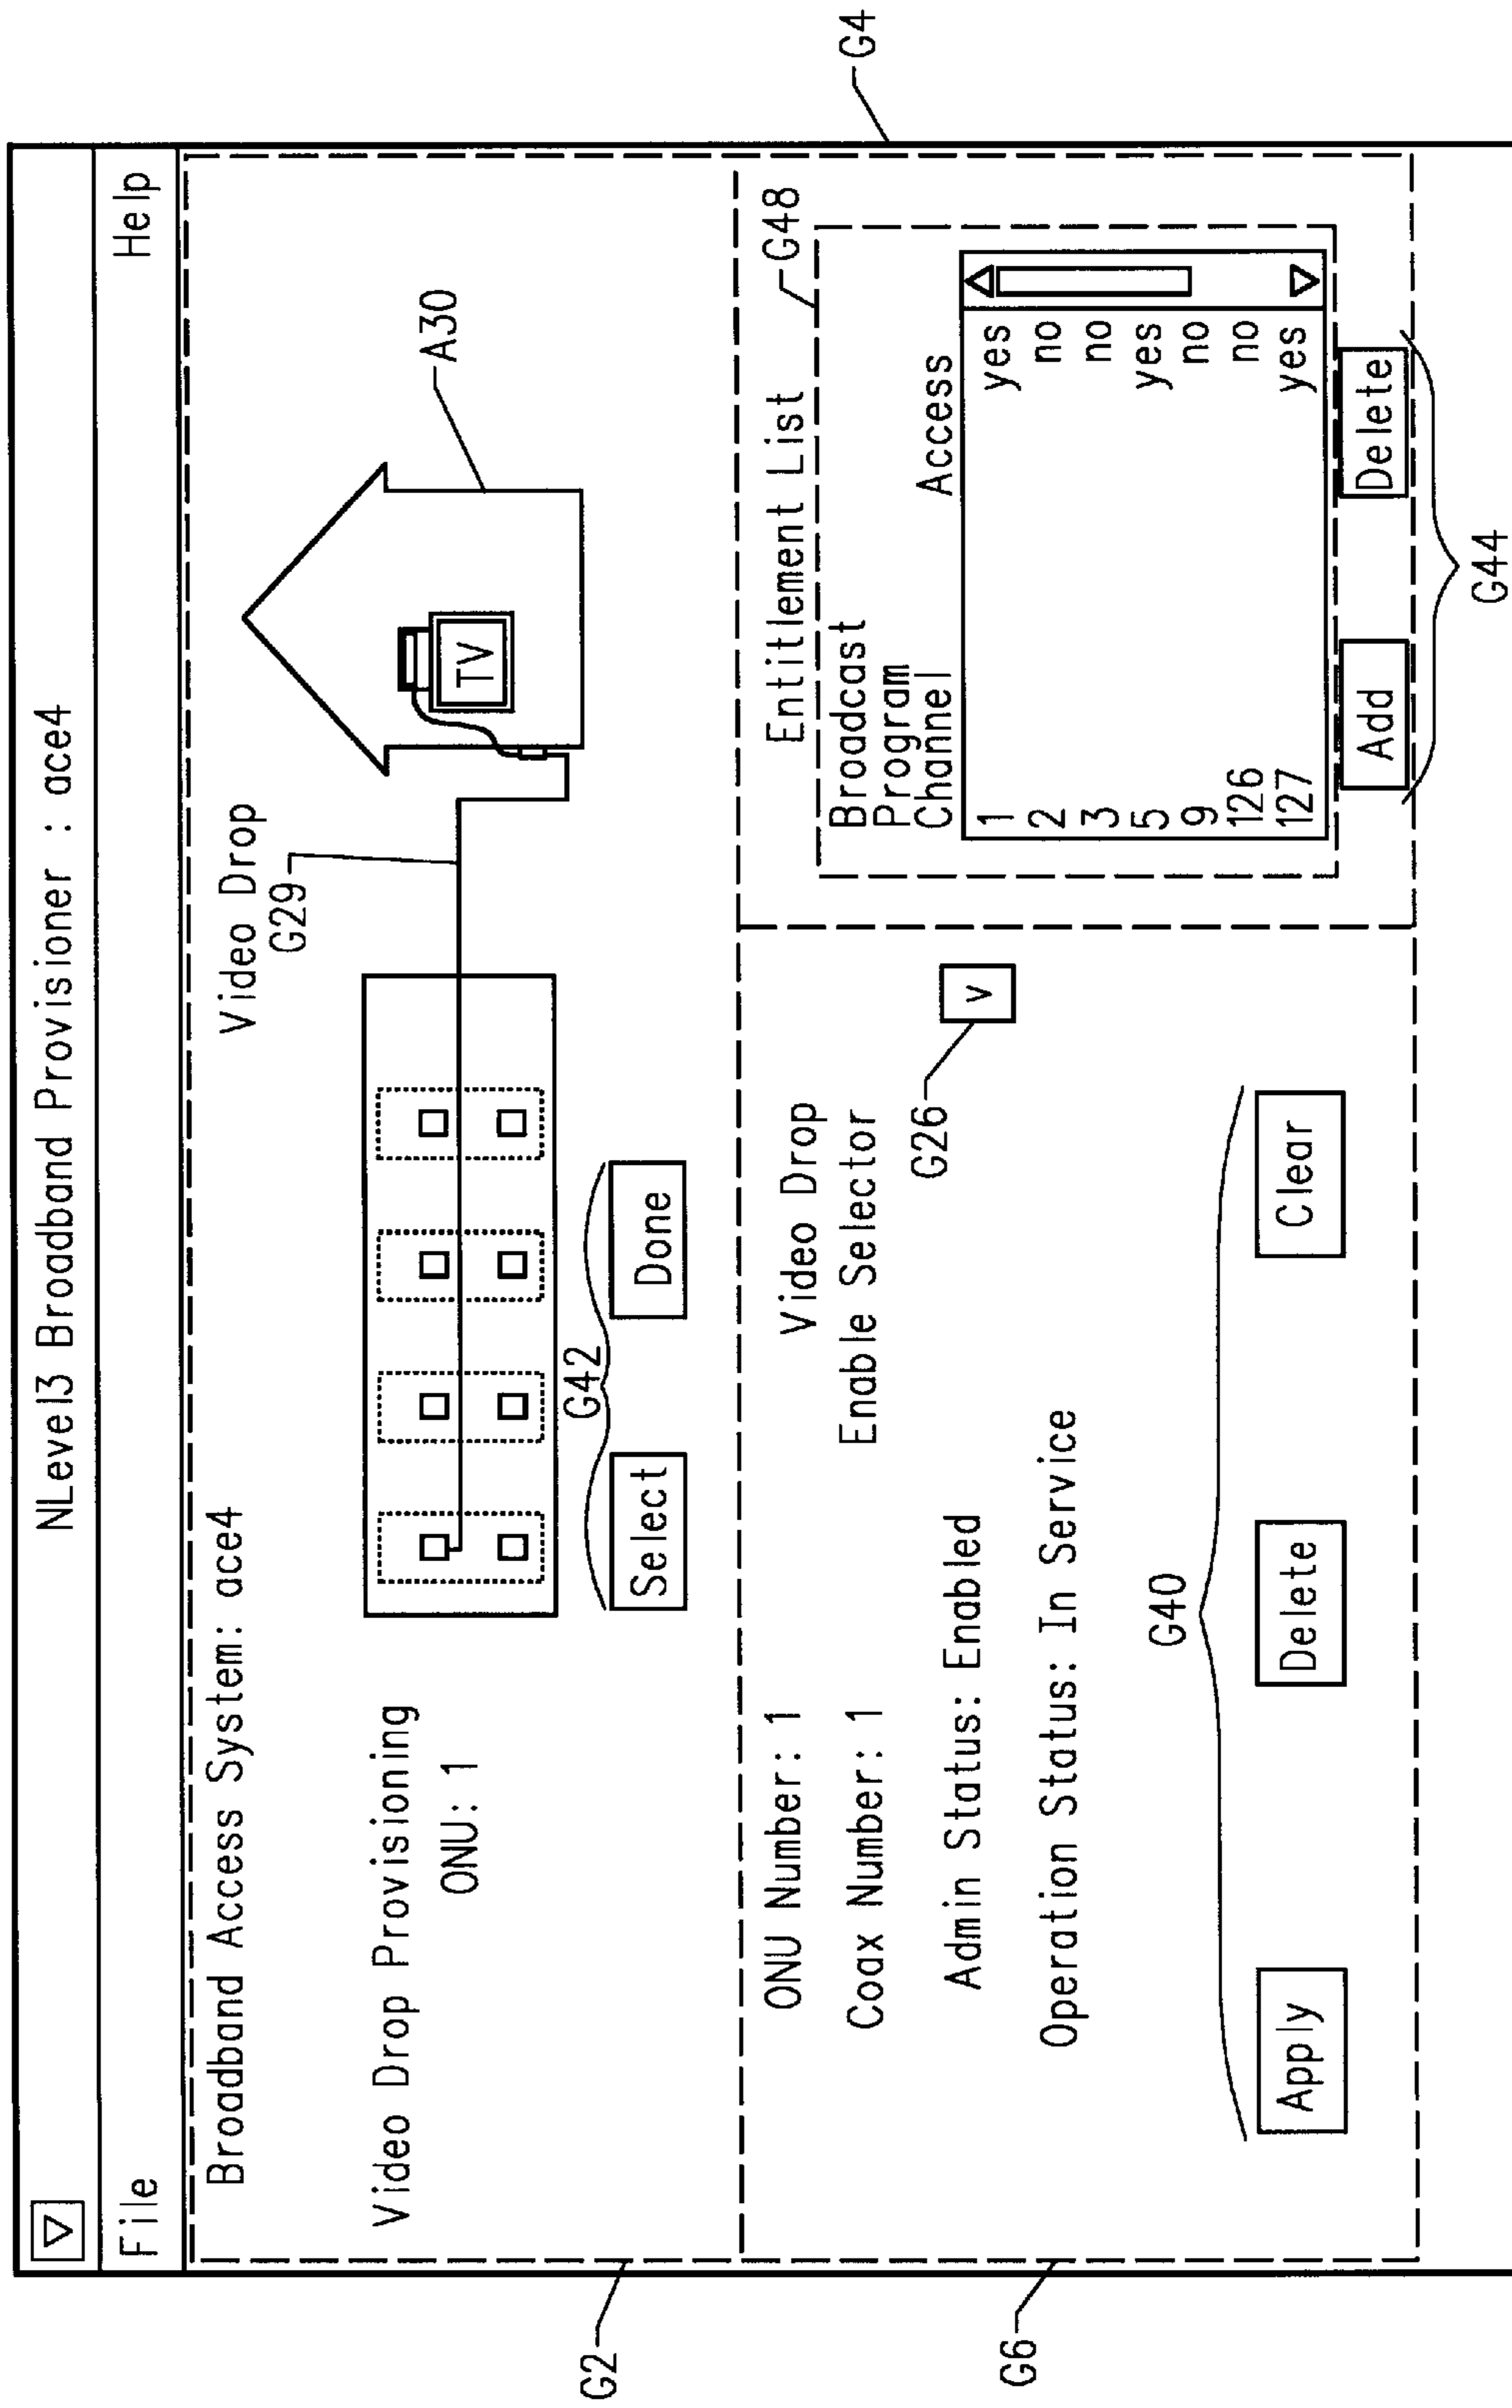 NLevel3 Broadband Provisioner : ace4
File
Help
Broadband Access System: ace4
Video Drop
G29
A30
Video Drop Provisioning
ONU: 1
TV
G42
Select
Done
G2
G4
ONU Number: 1
Coax Number: 1
Admin Status: Enabled
Operation Status: In Service
Video Drop
Enable Selector
G26
v
G40
Apply
Delete
Clear
G6
Entitlement List
G48
Broadcast
Program
Channel Access
1 yes
2 no
3 no
5 yes
9 no
126 no
127 yes
Add
Delete
G44